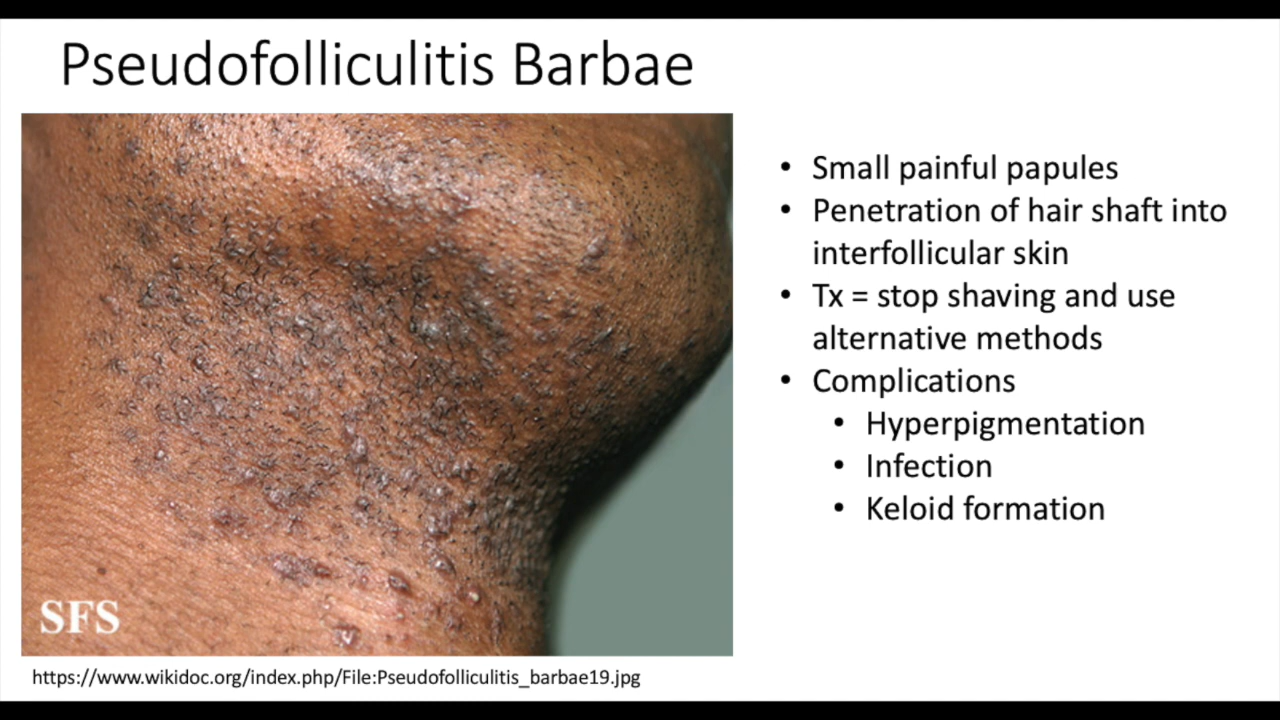 Pseudofolliculitis Barbae
• Small painful papules
• Penetration of hair shaft into
interfollicular skin
• Tx = stop shaving and use
alternative methods
• Complications
• Hyperpigmentation
• Infection
• Keloid formation
SFS
https://www.wikidoc.org/index.php/File:Pseudofolliculitis_barbae19.jpg